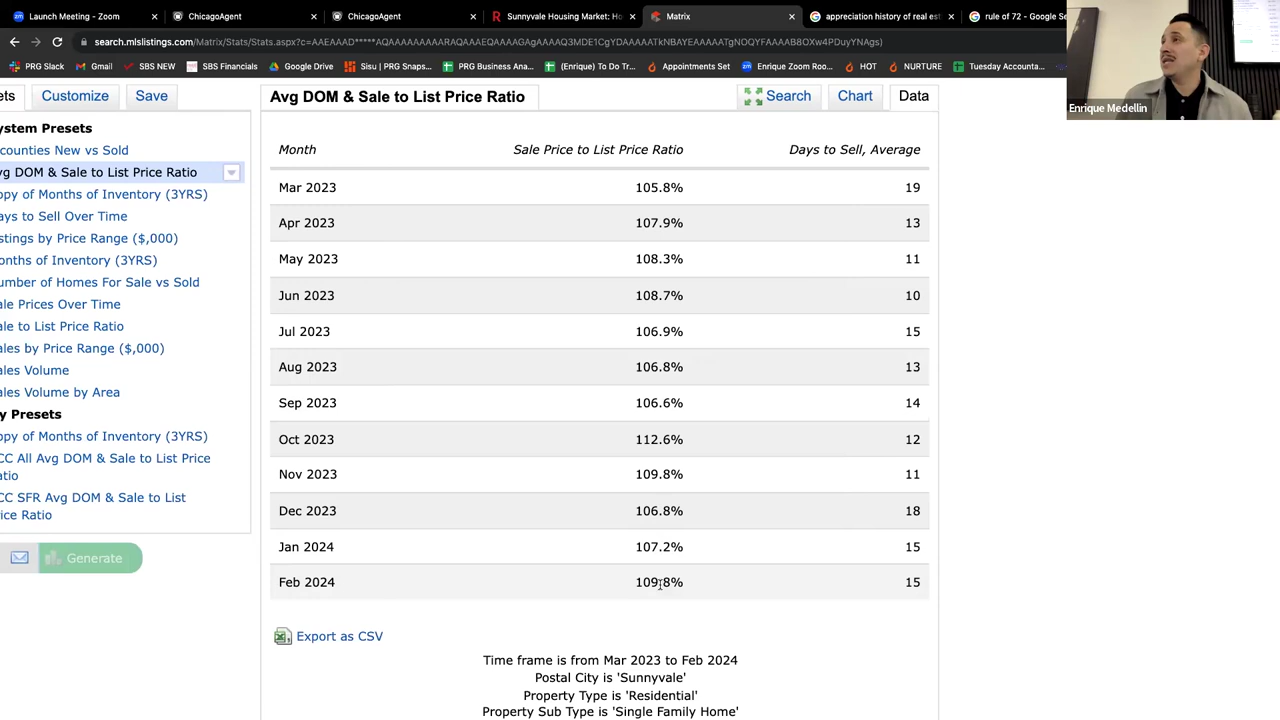 Launch Meeting - Zoom
ChicagoAgent
ChicagoAgent
Sunnyvale Housing Market: Ho
Matrix
appreciation history of real est
rule of 72 - Google Se
search.mlslistings.com/Matrix/Stats/Stats.aspx?c=AAEAAAD*****AQAAAAAAAAARAQAAAFIAAAAGAgAAAAQ3MDE1CgYDAAAAATkNBAYEAAAAATgNOQYFAAAAB8OXw4PDuyYNAgs)
PRG Slack
Gmail
SBS NEW
SBS Financials
Google Drive
Sisu | PRG Snaps...
PRG Business Ana...
(Enrique) To Do Tr...
Appointments Set
Enrique Zoom Roo...
HOT
NURTURE
Tuesday Accounta...
Enrique Medellin
ets
Customize
Save
Avg DOM & Sale to List Price Ratio
Search
Chart
Data
ystem Presets
counties New vs Sold
vg DOM & Sale to List Price Ratio
opy of Months of Inventory (3YRS)
ays to Sell Over Time
istings by Price Range ($,000)
onths of Inventory (3YRS)
umber of Homes For Sale vs Sold
ale Prices Over Time
ale to List Price Ratio
ales by Price Range ($,000)
ales Volume
ales Volume by Area
y Presets
opy of Months of Inventory (3YRS)
CC All Avg DOM & Sale to List Price
atio
CC SFR Avg DOM & Sale to List
rice Ratio
Generate
Month Sale Price to List Price Ratio Days to Sell, Average
Mar 2023 105.8% 19
Apr 2023 107.9% 13
May 2023 108.3% 11
Jun 2023 108.7% 10
Jul 2023 106.9% 15
Aug 2023 106.8% 13
Sep 2023 106.6% 14
Oct 2023 112.6% 12
Nov 2023 109.8% 11
Dec 2023 106.8% 18
Jan 2024 107.2% 15
Feb 2024 109.8% 15
Export as CSV
Time frame is from Mar 2023 to Feb 2024
Postal City is 'Sunnyvale'
Property Type is 'Residential'
Property Sub Type is 'Single Family Home'